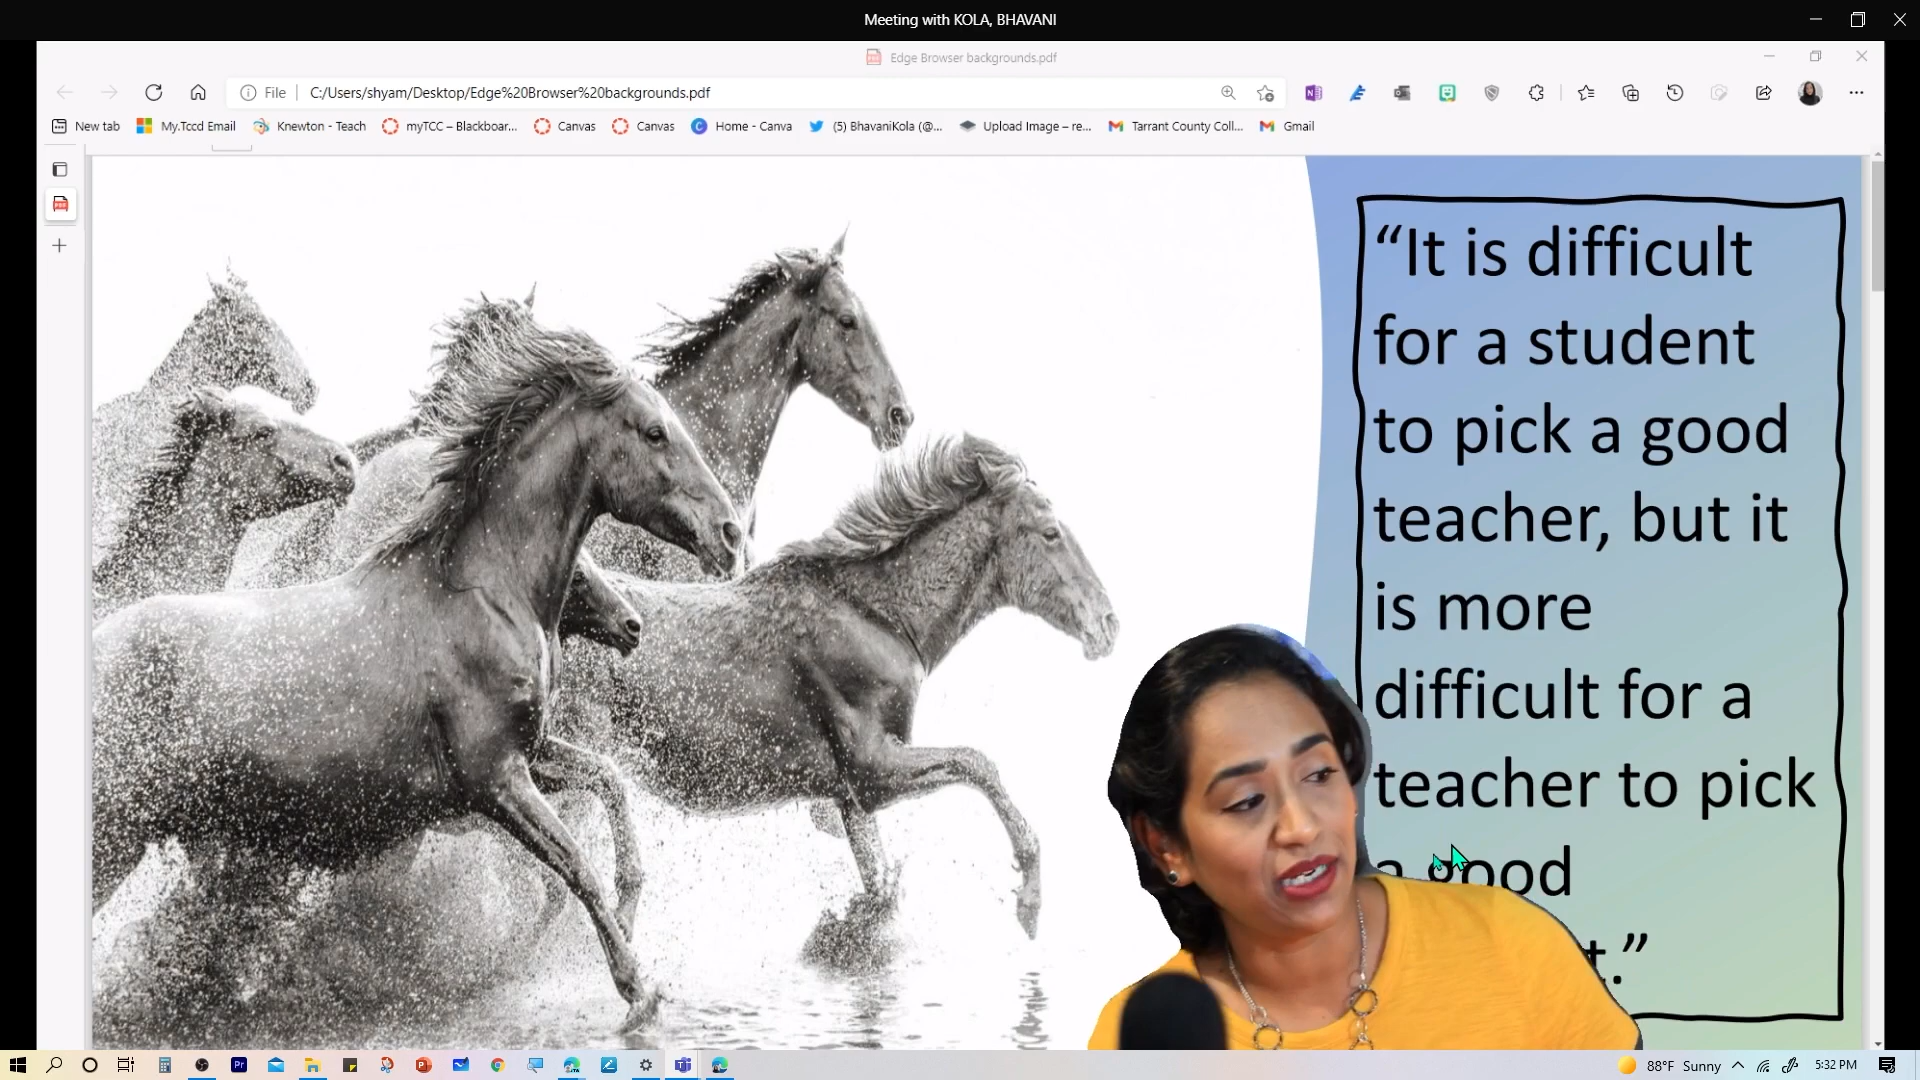 Meeting with KOLA, BHAVANI
Edge Browser backgrounds.pdf
File C:/Users/shyam/Desktop/Edge%20Browser%20backgrounds.pdf
New tab My.Tccd Email Knewton - Teach myTCC – Blackboar... Canvas Canvas Home - Canva (5) BhavaniKola (@... Upload Image – re... Tarrant County Coll... Gmail
“It is difficult
for a student
to pick a good
teacher, but it
is more
difficult for a
teacher to pick
a good
88°F Sunny 5:32 PM